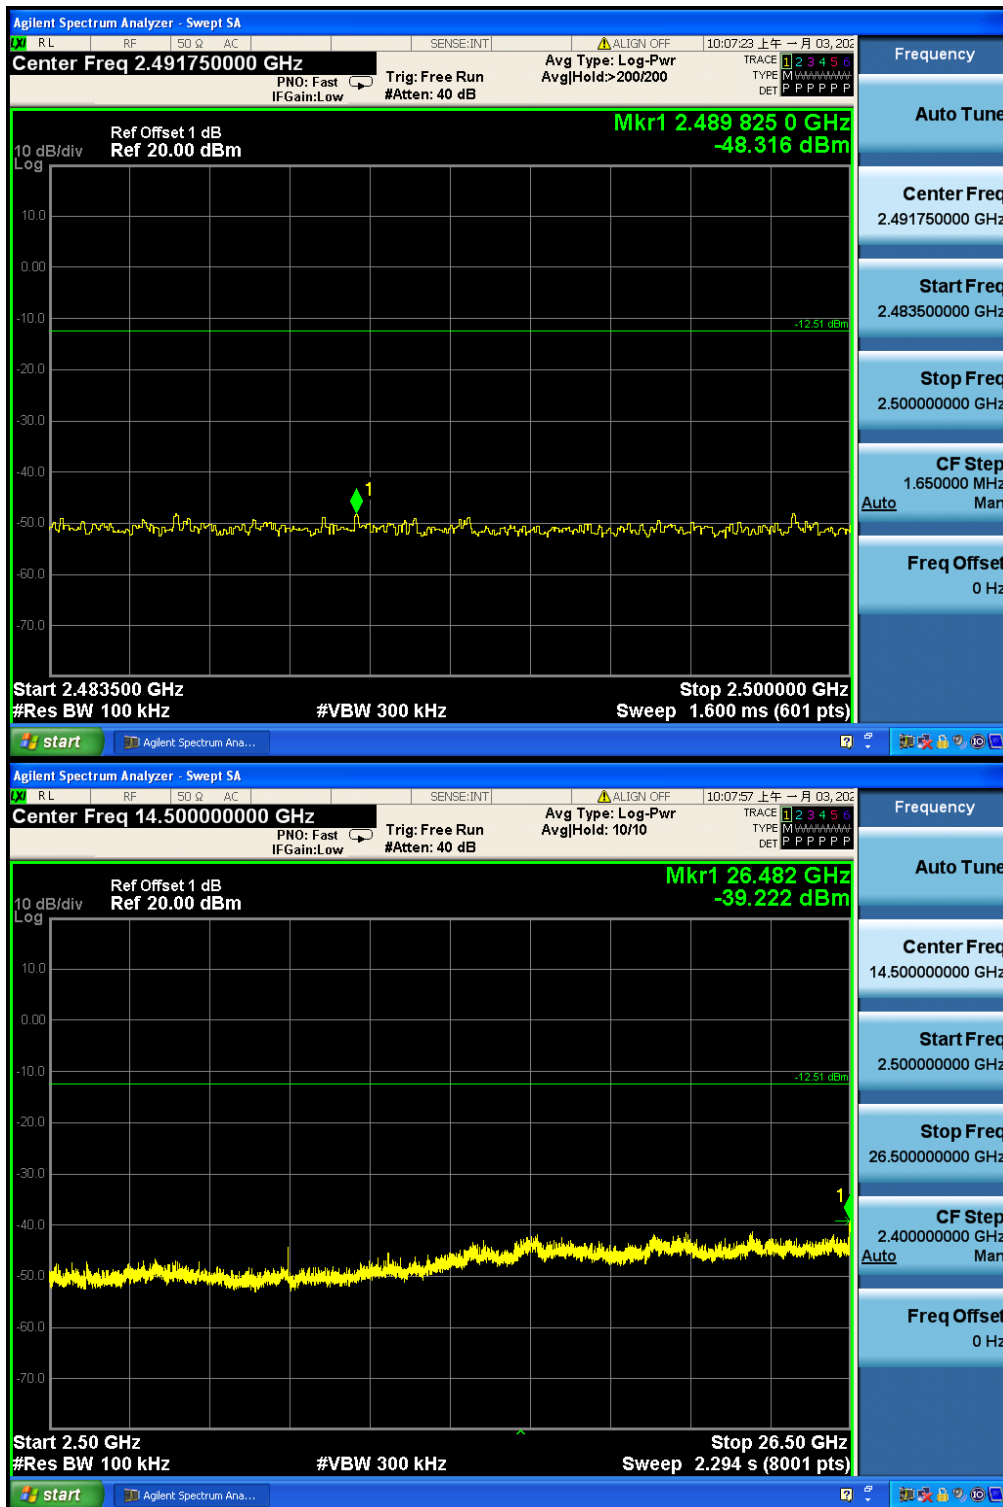 Agilent Spectrum Analyzer - Swept SA
LXI RL RF 50 Ω AC SENSE:INT ALIGN OFF 10:07:23 上午 一月 03, 202
Center Freq 2.491750000 GHz
PNO: Fast
IFGain:Low
Trig: Free Run
#Atten: 40 dB
Avg Type: Log-Pwr
Avg|Hold:>200/200
TRACE 1 2 3 4 5 6
TYPE M
DET P P P P P P
Frequency
Mkr1 2.489 825 0 GHz
-48.316 dBm
Ref Offset 1 dB
10 dB/div Ref 20.00 dBm
Log
10.0
0.00
-10.0
-12.51 dBm
-20.0
-30.0
-40.0
1
-50.0
-60.0
-70.0
Start 2.483500 GHz Stop 2.500000 GHz
#Res BW 100 kHz #VBW 300 kHz Sweep 1.600 ms (601 pts)
Auto Tune
Center Freq
2.491750000 GHz
Start Freq
2.483500000 GHz
Stop Freq
2.500000000 GHz
CF Step
1.650000 MHz
Auto Man
Freq Offset
0 Hz
start Agilent Spectrum Ana...
Agilent Spectrum Analyzer - Swept SA
LXI RL RF 50 Ω AC SENSE:INT ALIGN OFF 10:07:57 上午 一月 03, 202
Center Freq 14.500000000 GHz
PNO: Fast
IFGain:Low
Trig: Free Run
#Atten: 40 dB
Avg Type: Log-Pwr
Avg|Hold: 10/10
TRACE 1 2 3 4 5 6
TYPE M
DET P P P P P P
Frequency
Mkr1 26.482 GHz
-39.222 dBm
Ref Offset 1 dB
10 dB/div Ref 20.00 dBm
Log
10.0
0.00
-10.0
-12.51 dBm
-20.0
-30.0
1
-40.0
-50.0
-60.0
-70.0
Start 2.50 GHz Stop 26.50 GHz
#Res BW 100 kHz #VBW 300 kHz Sweep 2.294 s (8001 pts)
Auto Tune
Center Freq
14.500000000 GHz
Start Freq
2.500000000 GHz
Stop Freq
26.500000000 GHz
CF Step
2.400000000 GHz
Auto Man
Freq Offset
0 Hz
start Agilent Spectrum Ana...